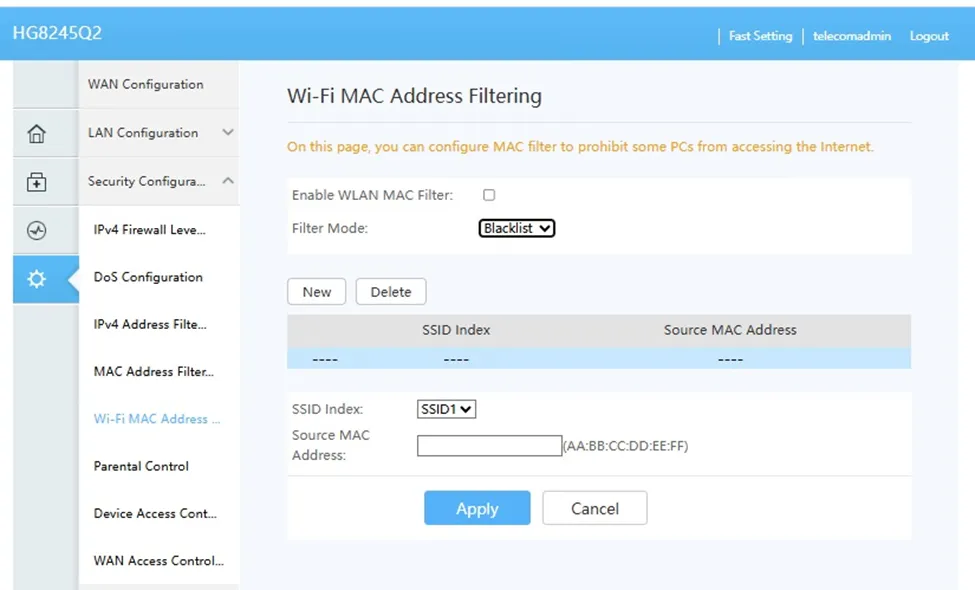 HG8245Q2
Fast Setting
telecomadmin
Logout
WAN Configuration
LAN Configuration
Security Configura...
IPv4 Firewall Leve...
DoS Configuration
IPv4 Address Filte...
MAC Address Filter...
Wi-Fi MAC Address ...
Parental Control
Device Access Cont...
WAN Access Control...
Wi-Fi MAC Address Filtering
On this page, you can configure MAC filter to prohibit some PCs from accessing the Internet.
Enable WLAN MAC Filter:
Filter Mode: Blacklist
New Delete
SSID Index Source MAC Address
---- ---- ----
SSID Index: SSID1
Source MAC
Address:
(AA:BB:CC:DD:EE:FF)
Apply Cancel